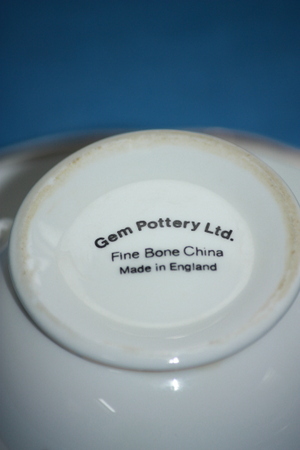 Gem Pottery Ltd.
Fine Bone China
Made in England